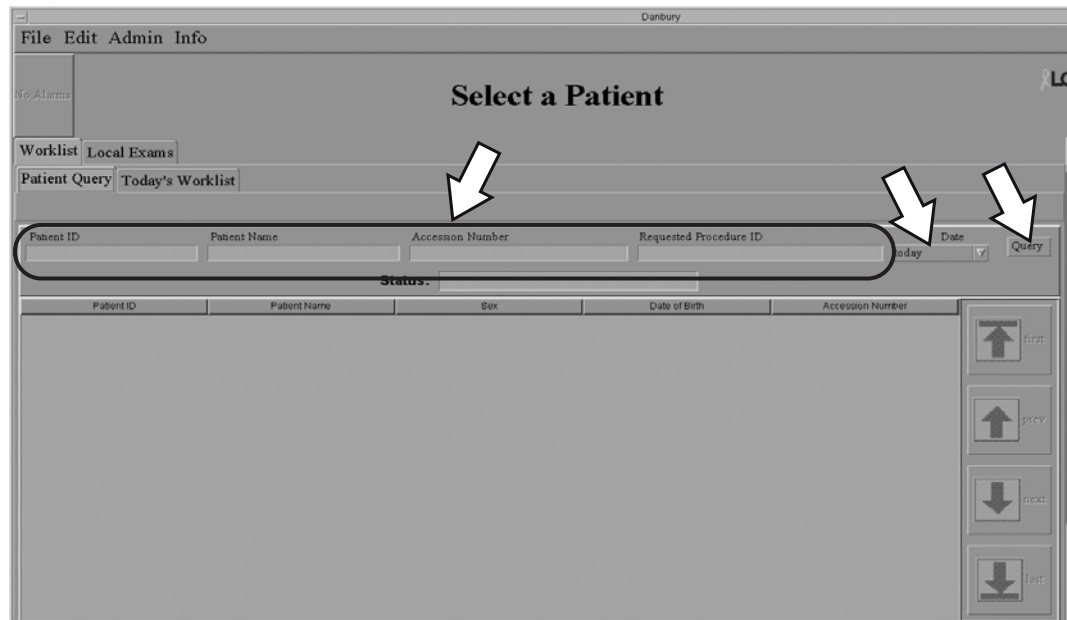 Danbury
File Edit Admin Info
No Alarms
Select a Patient
Worklist Local Exams
Patient Query Today's Worklist
Patient ID Patient Name Accession Number Requested Procedure ID Date
today Query
Status:
Patient ID Patient Name Sex Date of Birth Accession Number
first
prev
next
last